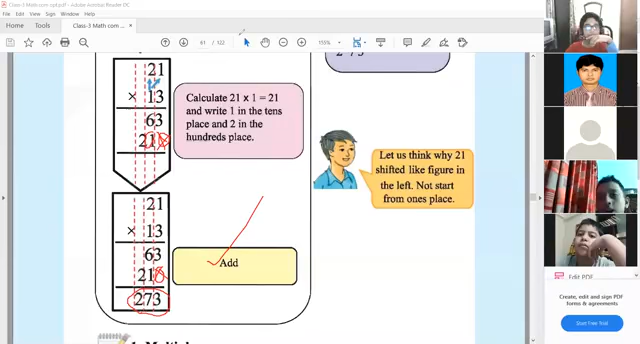 Class-3 Math com opt.pdf - Adobe Acrobat Reader DC
File Edit View Sign Window Help
Home Tools Class-3 Math com...
61 / 122
155%
21
× 13
63
21
Calculate 21 x 1 = 21
and write 1 in the tens
place and 2 in the
hundreds place.
Let us think why 21
shifted like figure in
the left. Not start
from ones place.
21
× 13
63
21
273
Add
Edit PDF
Create, edit and sign PDF
forms & agreements
Start Free Trial